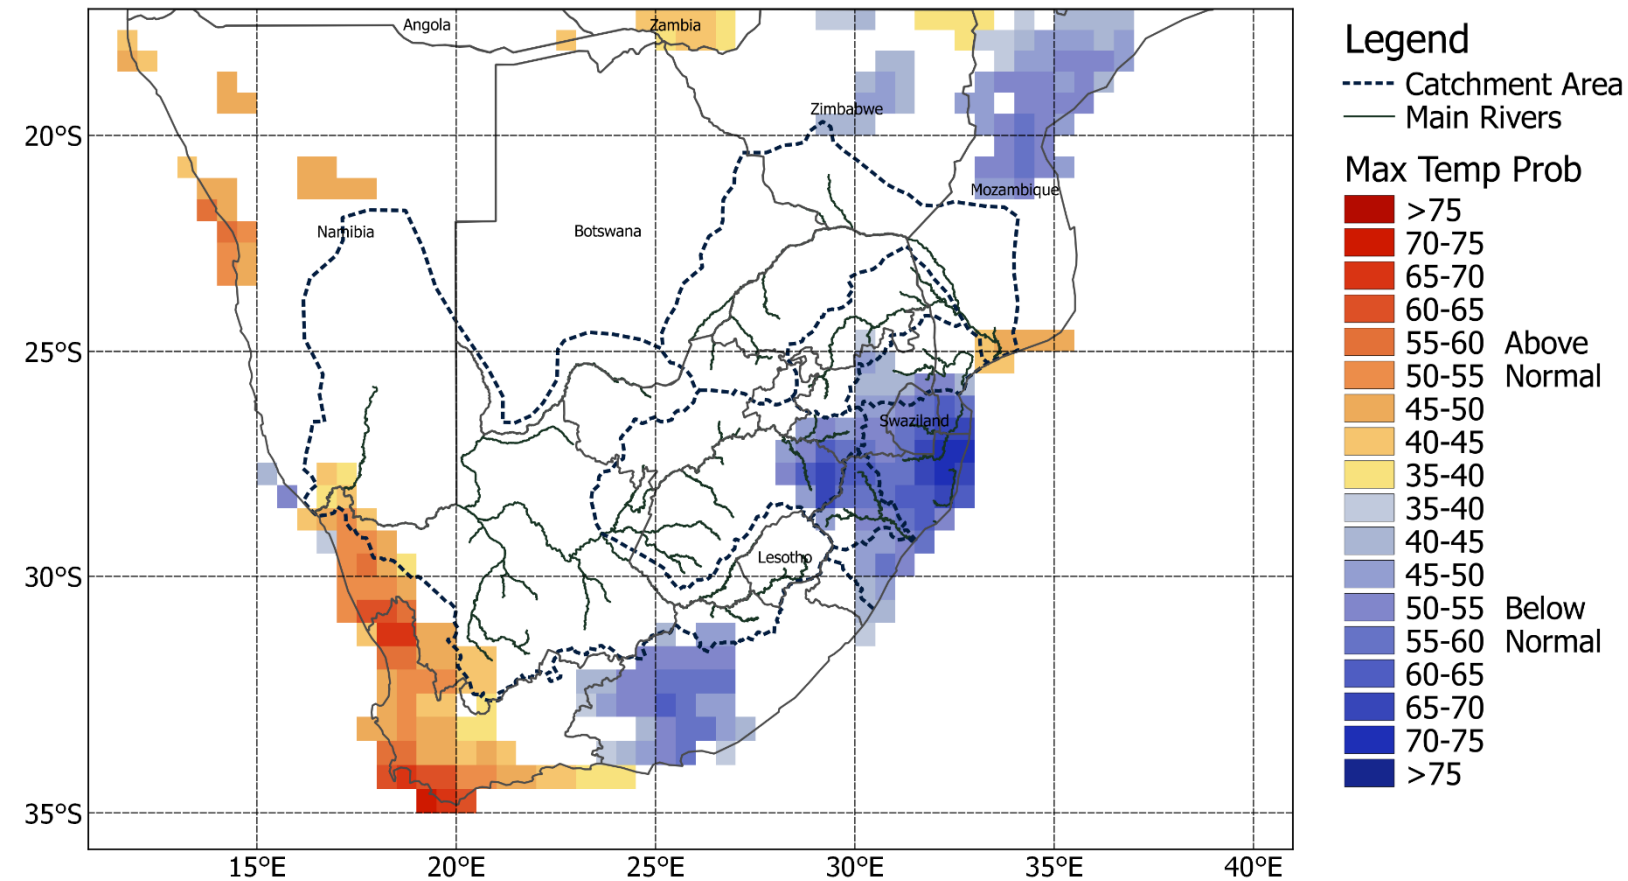 Angola
Zambia
Zimbabwe
Mozambique
Namibia
Botswana
Swaziland
Lesotho
20°S
25°S
30°S
35°S
15°E
20°E
25°E
30°E
35°E
40°E
Legend
Catchment Area
Main Rivers
Max Temp Prob
>75
70-75
65-70
60-65
55-60 Above
50-55 Normal
45-50
40-45
35-40
35-40
40-45
45-50
50-55 Below
55-60 Normal
60-65
65-70
70-75
>75